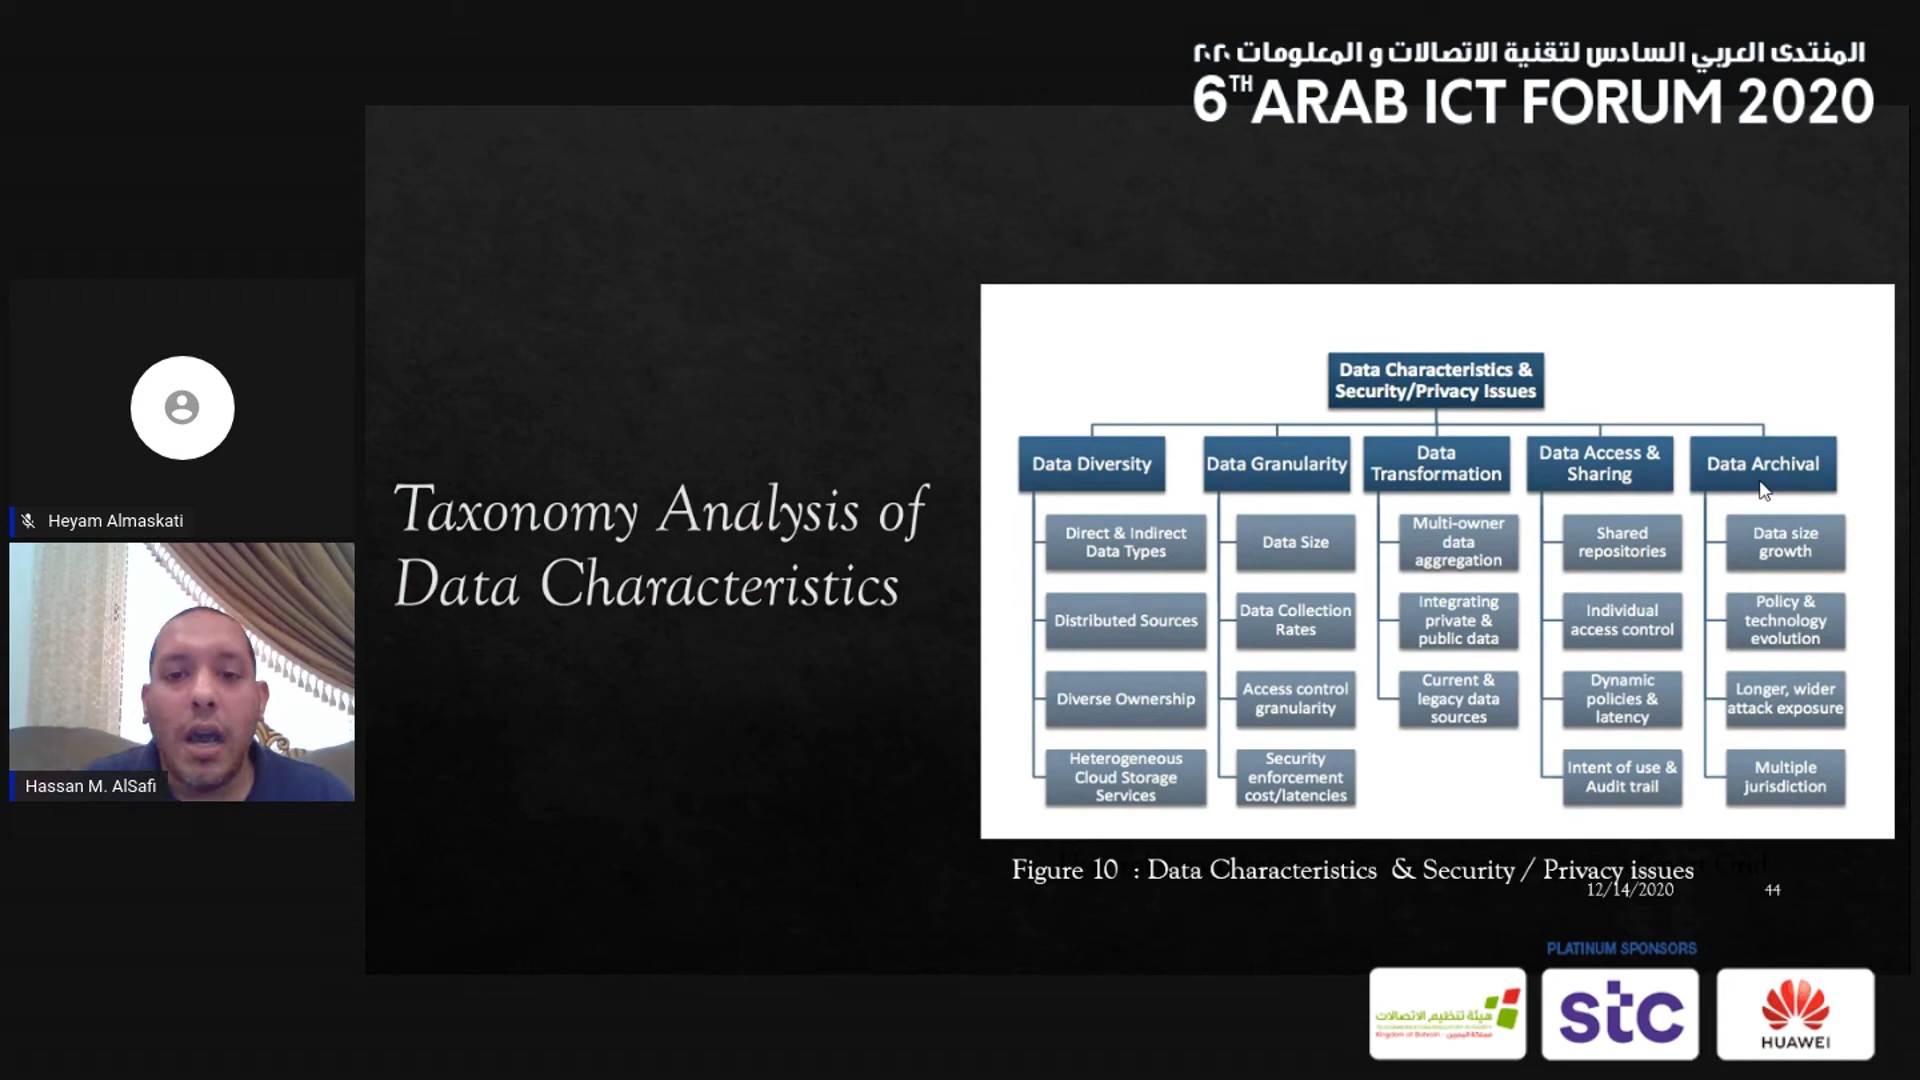 المنتدى العربي السادس لتقنية الاتصالات و المعلومات ٢٠٢٠
6TH ARAB ICT FORUM 2020
Heyam Almaskati
Hassan M. AlSafi
Taxonomy Analysis of
Data Characteristics
Data Characteristics &
Security/Privacy Issues
Data Diversity
Direct & Indirect
Data Types
Distributed Sources
Diverse Ownership
Heterogeneous
Cloud Storage
Services
Data Granularity
Data Size
Data Collection
Rates
Access control
granularity
Security
enforcement
cost/latencies
Data
Transformation
Multi-owner
data
aggregation
Integrating
private &
public data
Current &
legacy data
sources
Data Access &
Sharing
Shared
repositories
Individual
access control
Dynamic
policies &
latency
Intent of use &
Audit trail
Data Archival
Data size
growth
Policy &
technology
evolution
Longer, wider
attack exposure
Multiple
jurisdiction
Figure 10 : Data Characteristics & Security / Privacy issues
12/14/2020
44
PLATINUM SPONSORS
هيئة تنظيم الاتصالات
Kingdom of Bahrain - مملكة البحرين
stc
HUAWEI